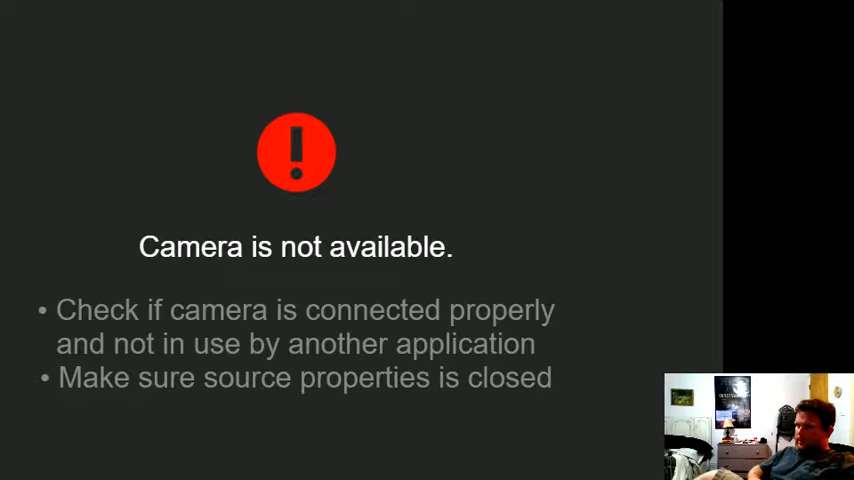 Camera is not available.
• Check if camera is connected properly
and not in use by another application
• Make sure source properties is closed